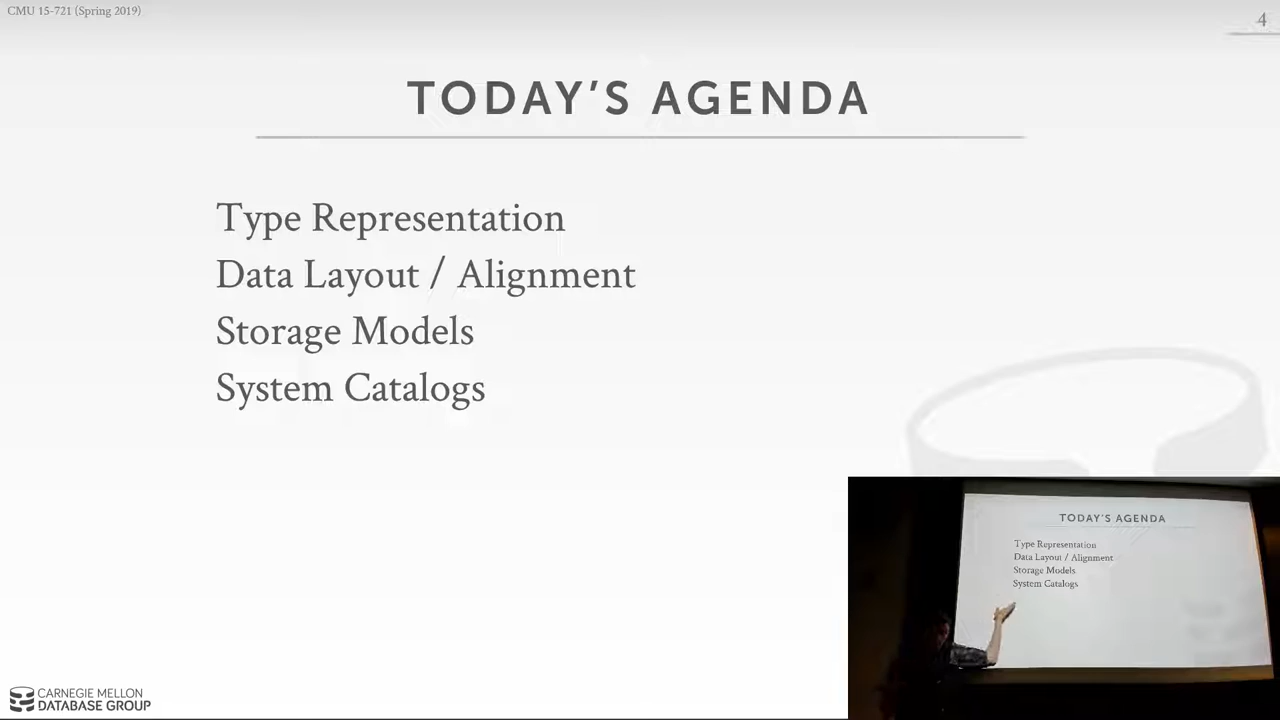 CMU 15-721 (Spring 2019)
4
TODAY'S AGENDA
Type Representation
Data Layout / Alignment
Storage Models
System Catalogs
TODAY'S AGENDA
Type Representation
Data Layout / Alignment
Storage Models
System Catalogs
CARNEGIE MELLON
DATABASE GROUP